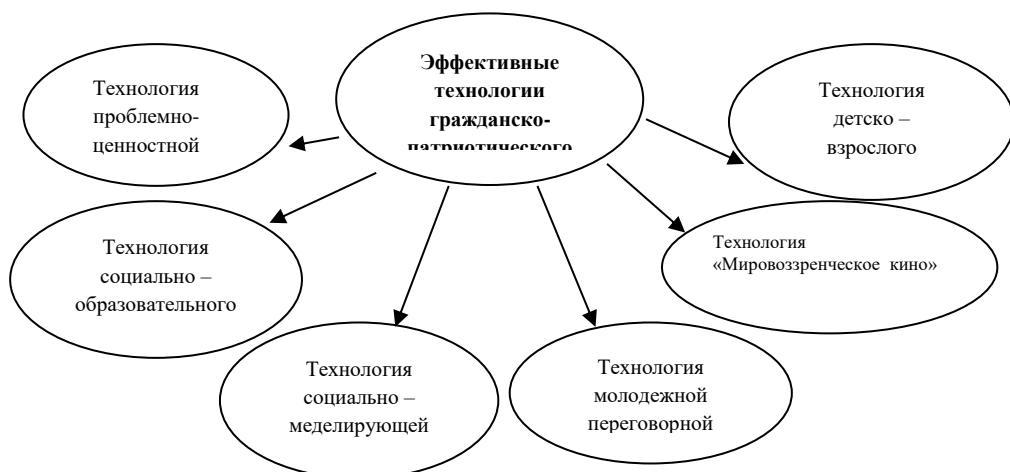 Эффективные
технологии
гражданско-
патриотического
Технология
проблемно-
ценностной
Технология
детско –
взрослого
Технология
социально –
образовательного
Технология
«Мировоззренческое кино»
Технология
социально –
меделирующей
Технология
молодежной
переговорной